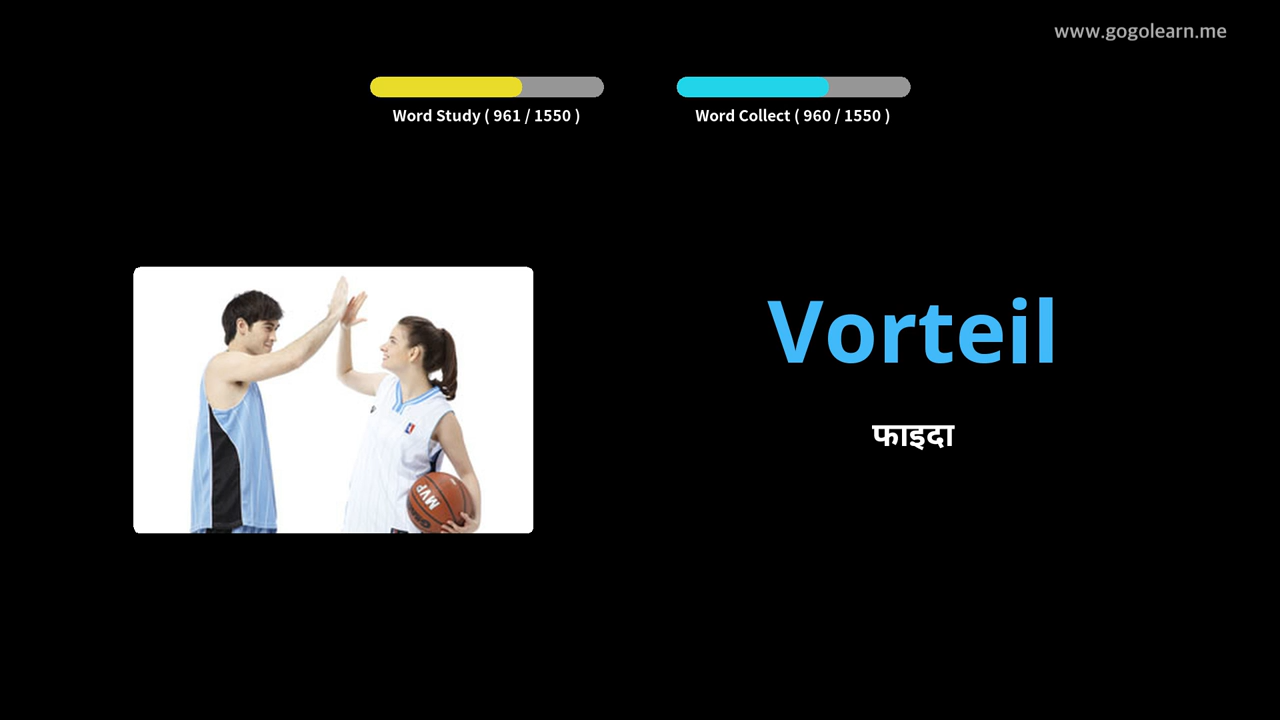 www.gogolearn.me
Word Study ( 961 / 1550 )
Word Collect ( 960 / 1550 )
Vorteil
फाइदा
MVP